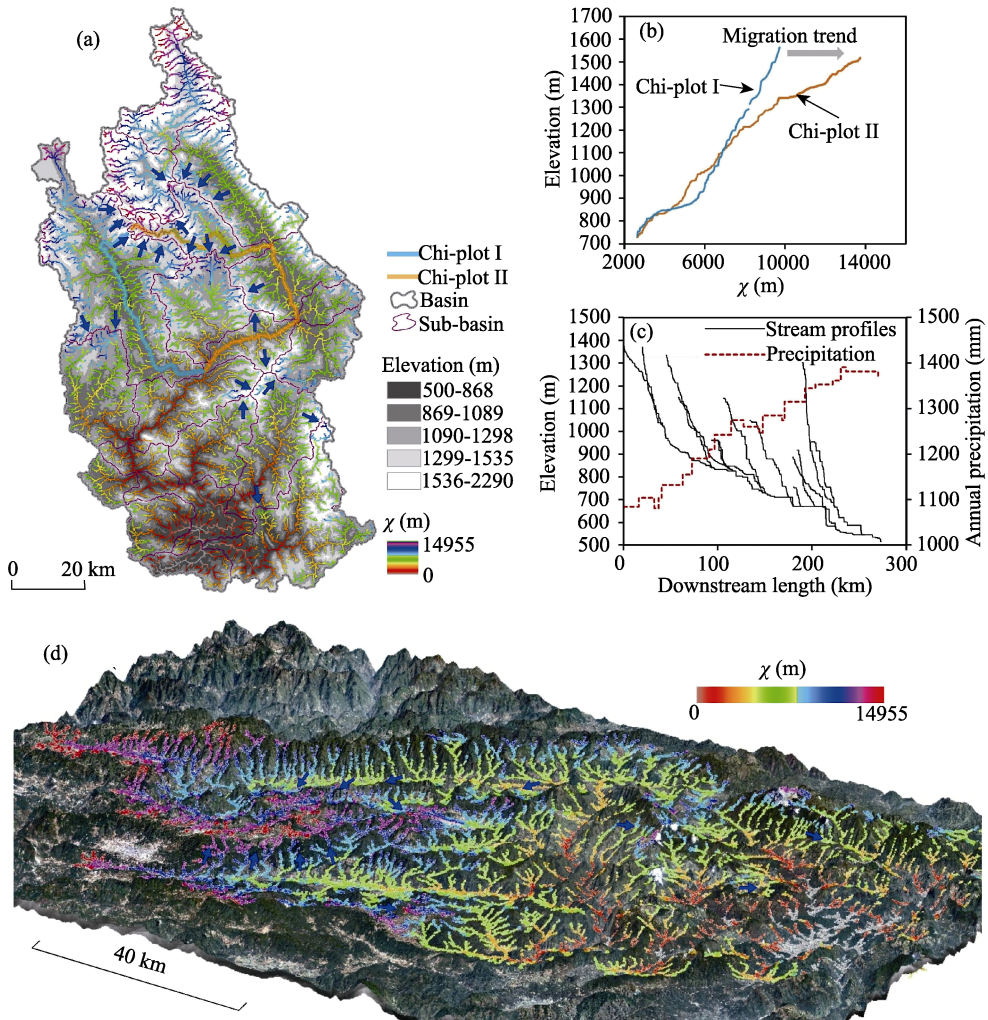 (a)
Chi-plot I
Chi-plot II
Basin
Sub-basin
Elevation (m)
500-868
869-1089
1090-1298
1299-1535
1536-2290
χ (m)
14955
0
0 20 km
(b)
Elevation (m)
1700
1600
1500
1400
1300
1200
1100
1000
900
800
700
Migration trend
Chi-plot I
Chi-plot II
2000 6000 10000 14000
χ (m)
(c)
Stream profiles
Precipitation
Elevation (m)
1500
1400
1300
1200
1100
1000
900
800
700
600
500
Annual precipitation (mm)
1500
1400
1300
1200
1100
1000
0 100 200 300
Downstream length (km)
(d)
χ (m)
0 14955
40 km